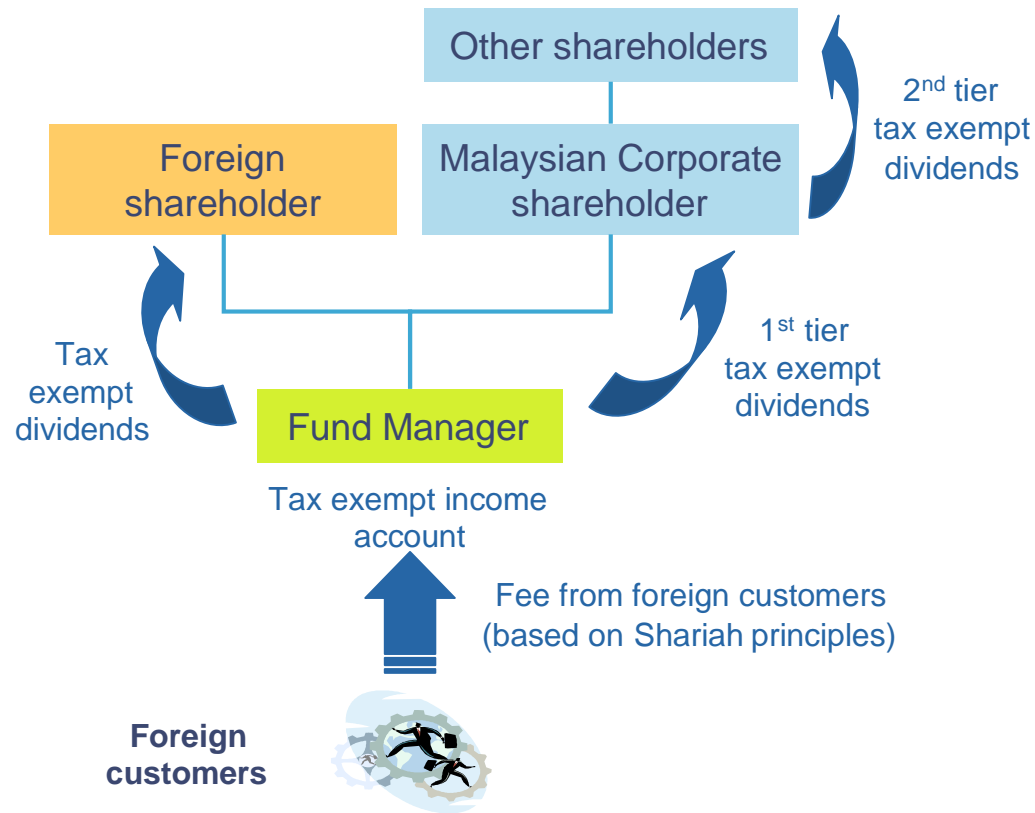 Other shareholders
2nd tier
tax exempt
dividends
Foreign
shareholder
Malaysian Corporate
shareholder
Tax
exempt
dividends
1st tier
tax exempt
dividends
Fund Manager
Tax exempt income
account
Fee from foreign customers
(based on Shariah principles)
Foreign
customers